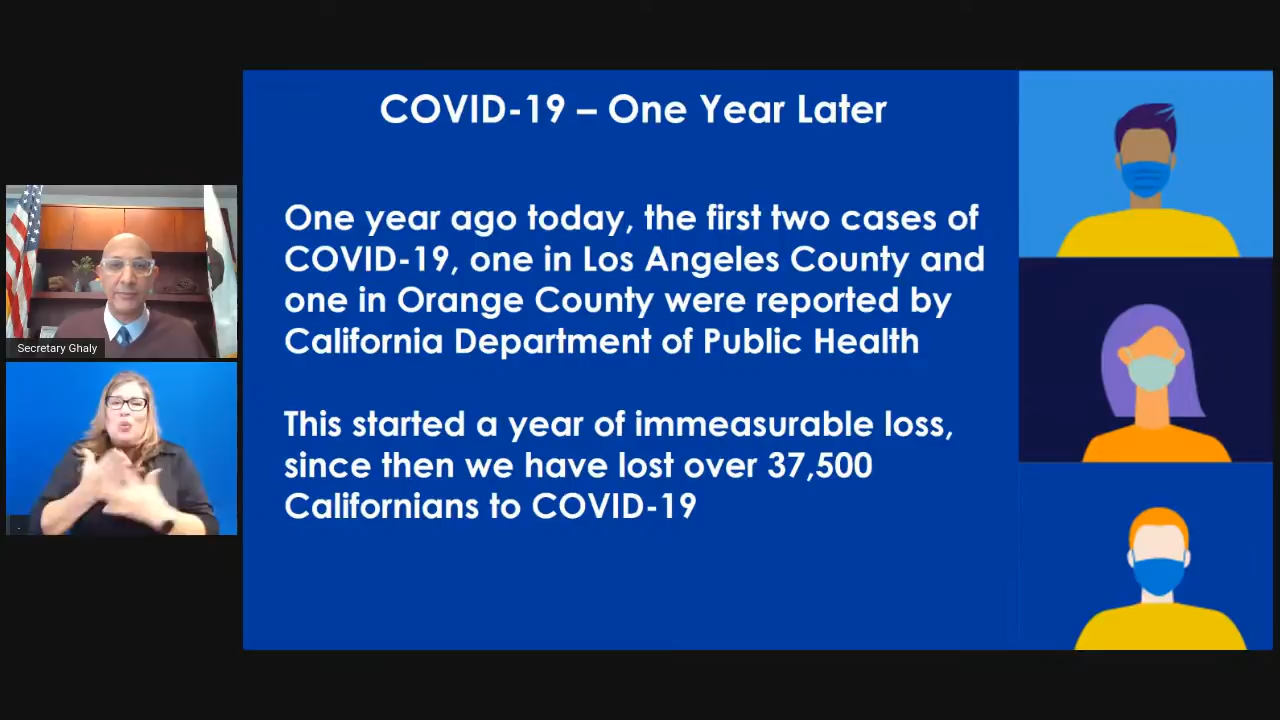 COVID-19 – One Year Later
One year ago today, the first two cases of
COVID-19, one in Los Angeles County and
one in Orange County were reported by
California Department of Public Health
This started a year of immeasurable loss,
since then we have lost over 37,500
Californians to COVID-19
Secretary Ghaly